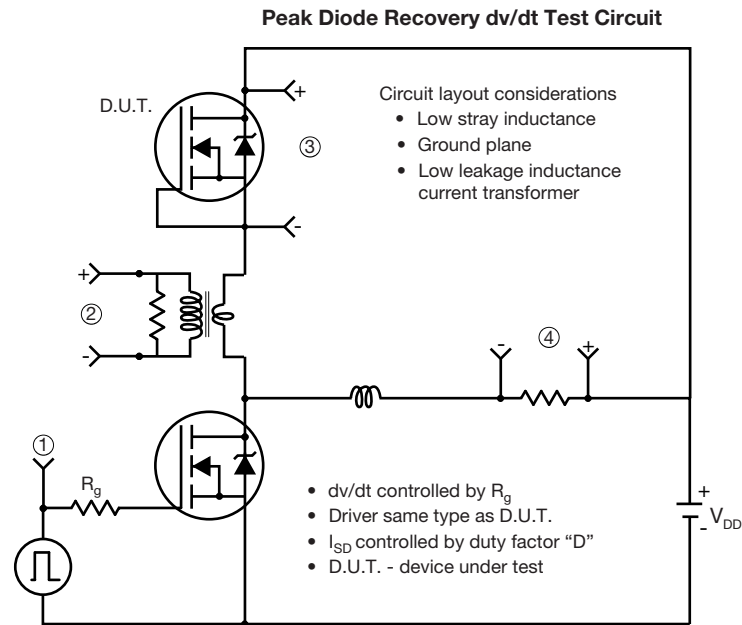 Peak Diode Recovery dv/dt Test Circuit
D.U.T.
+
③
-
Circuit layout considerations
• Low stray inductance
• Ground plane
• Low leakage inductance
current transformer
+
②
-
-
④
+
①
Rg
• dv/dt controlled by Rg
• Driver same type as D.U.T.
• ISD controlled by duty factor “D”
• D.U.T. - device under test
+
VDD
-